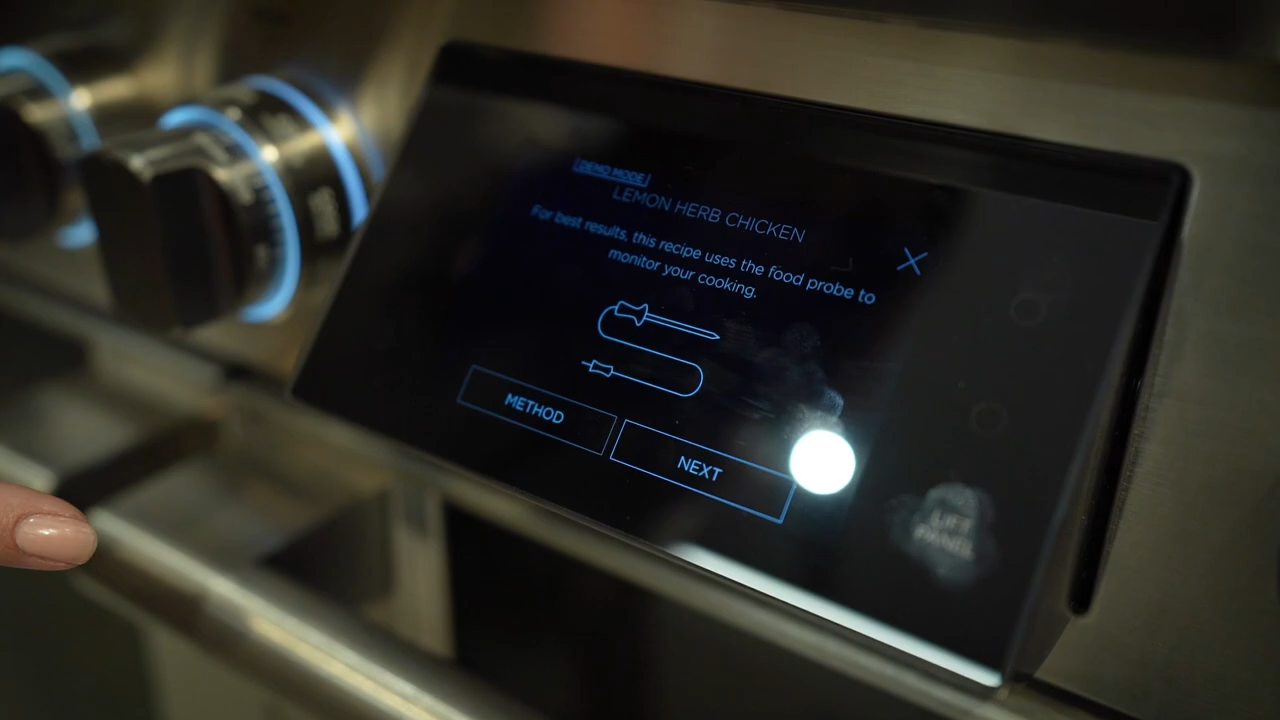 DEMO MODE
LEMON HERB CHICKEN
For best results, this recipe uses the food probe to
monitor your cooking.
METHOD
NEXT
LIFT
PANEL